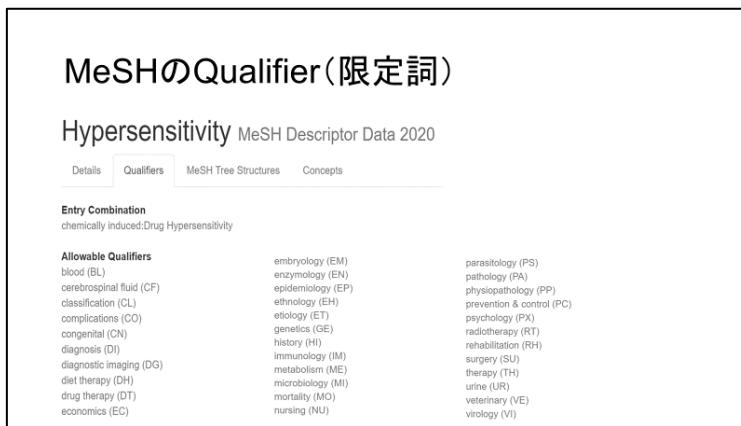 MeSHのQualifier(限定詞)
Hypersensitivity MeSH Descriptor Data 2020
Details Qualifiers MeSH Tree Structures Concepts
Entry Combination
chemically induced:Drug Hypersensitivity
Allowable Qualifiers
blood (BL)
cerebrospinal fluid (CF)
classification (CL)
complications (CO)
congenital (CN)
diagnosis (DI)
diagnostic imaging (DG)
diet therapy (DH)
drug therapy (DT)
economics (EC)
embryology (EM)
enzymology (EN)
epidemiology (EP)
ethnology (EH)
etiology (ET)
genetics (GE)
history (HI)
immunology (IM)
metabolism (ME)
microbiology (MI)
mortality (MO)
nursing (NU)
parasitology (PS)
pathology (PA)
physiopathology (PP)
prevention & control (PC)
psychology (PX)
radiotherapy (RT)
rehabilitation (RH)
surgery (SU)
therapy (TH)
urine (UR)
veterinary (VE)
virology (VI)